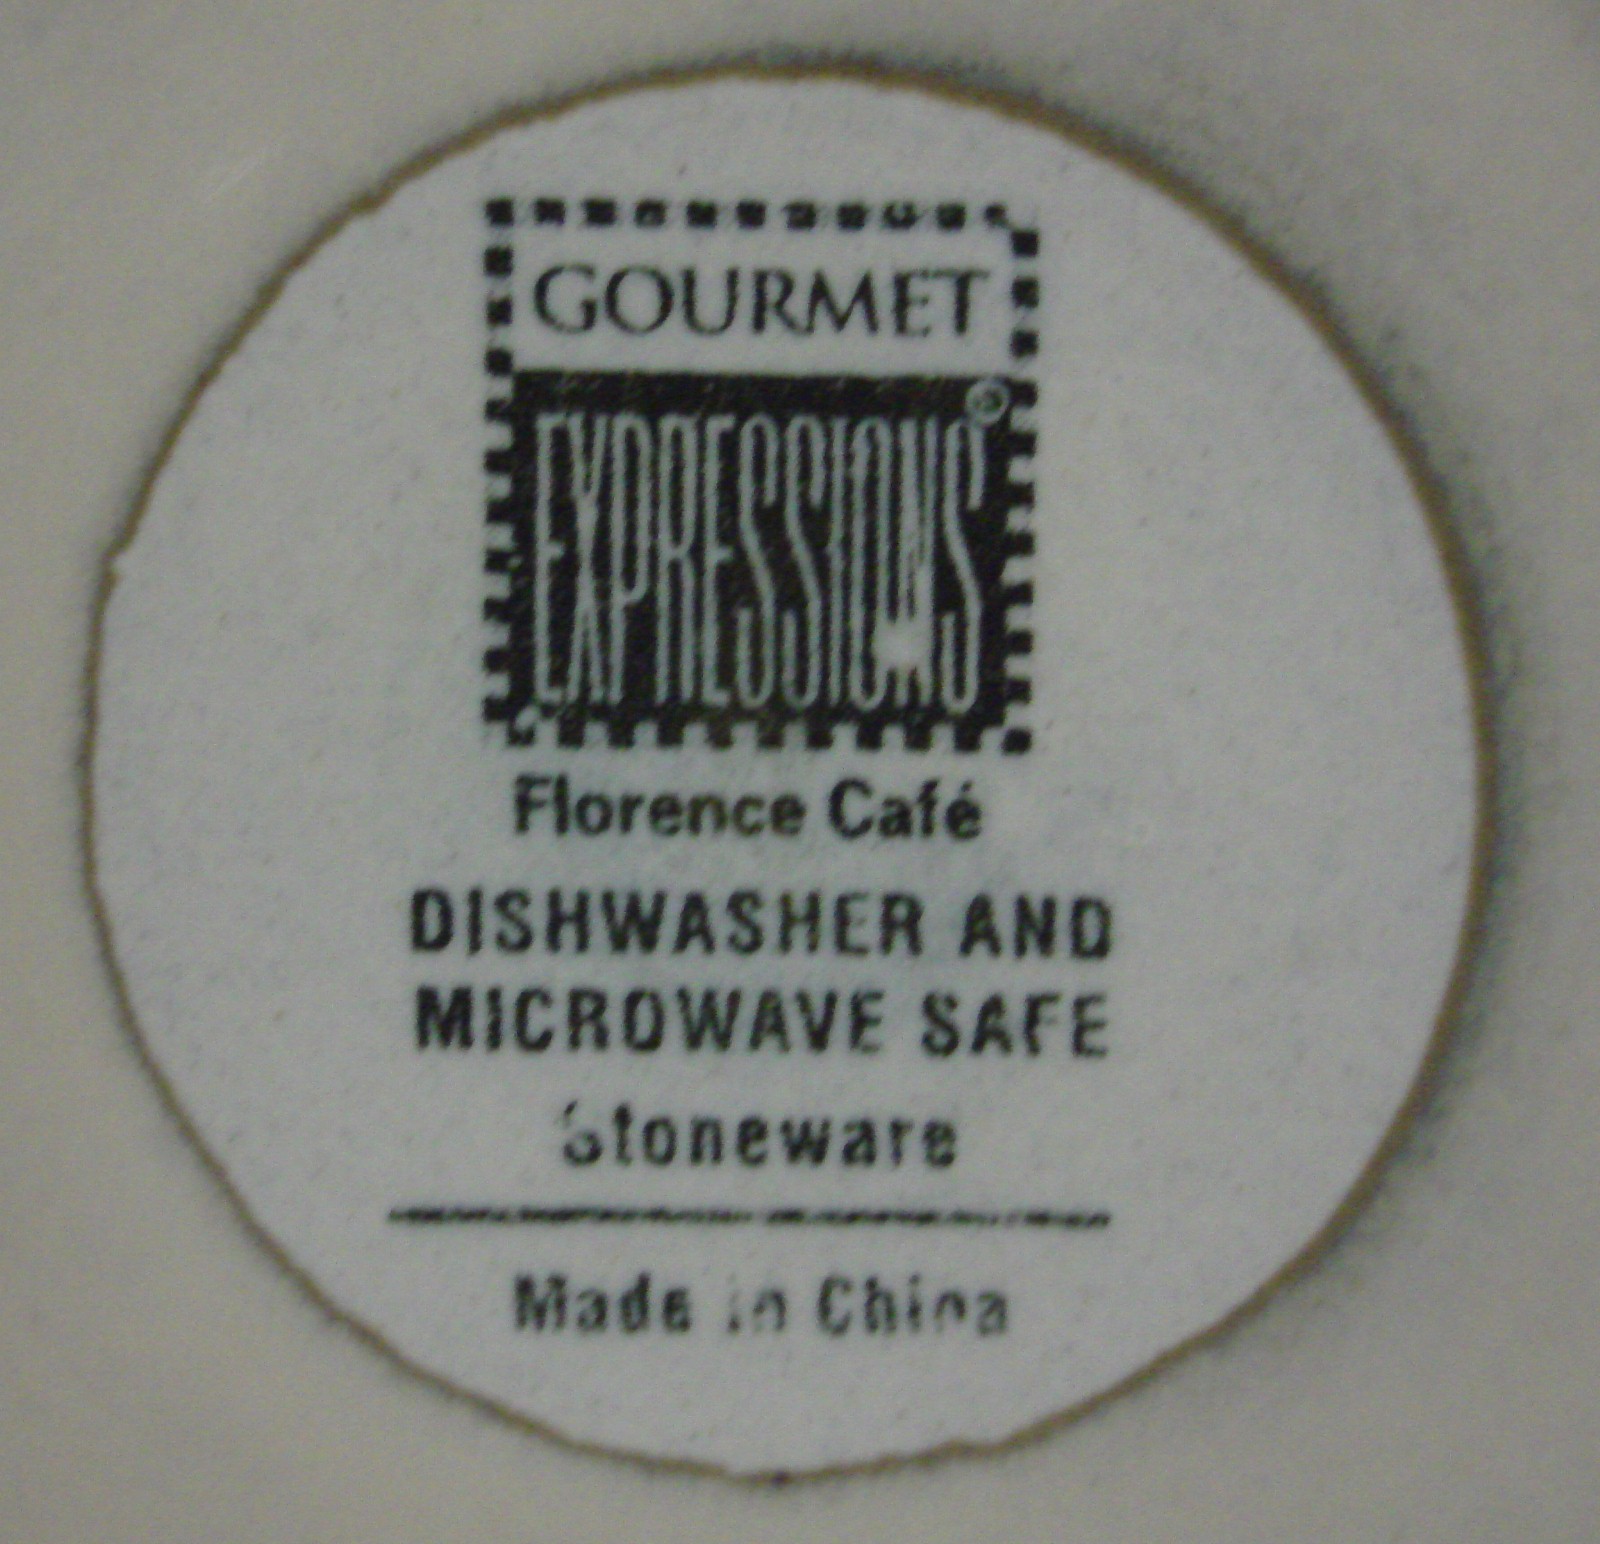 GOURMET
EXPRESSIONS®
Florence Café
DISHWASHER AND
MICROWAVE SAFE
Stoneware
Made in China